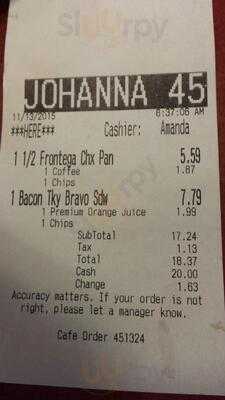 Sluurpy
JOHANNA 45
11/13/2015 8:37:06 AM
***HERE*** Cashier: Amanda
1 1/2 Frontega Chx Pan 5.59
1 Coffee 1.87
1 Chips
1 Bacon Tky Bravo Sdw 7.79
1 Premium Orange Juice 1.99
1 Chips
SubTotal 17.24
Tax 1.13
Total 18.37
Cash 20.00
Change 1.63
Accuracy matters. If your order is not
right, please let a manager know.
Cafe Order 451324